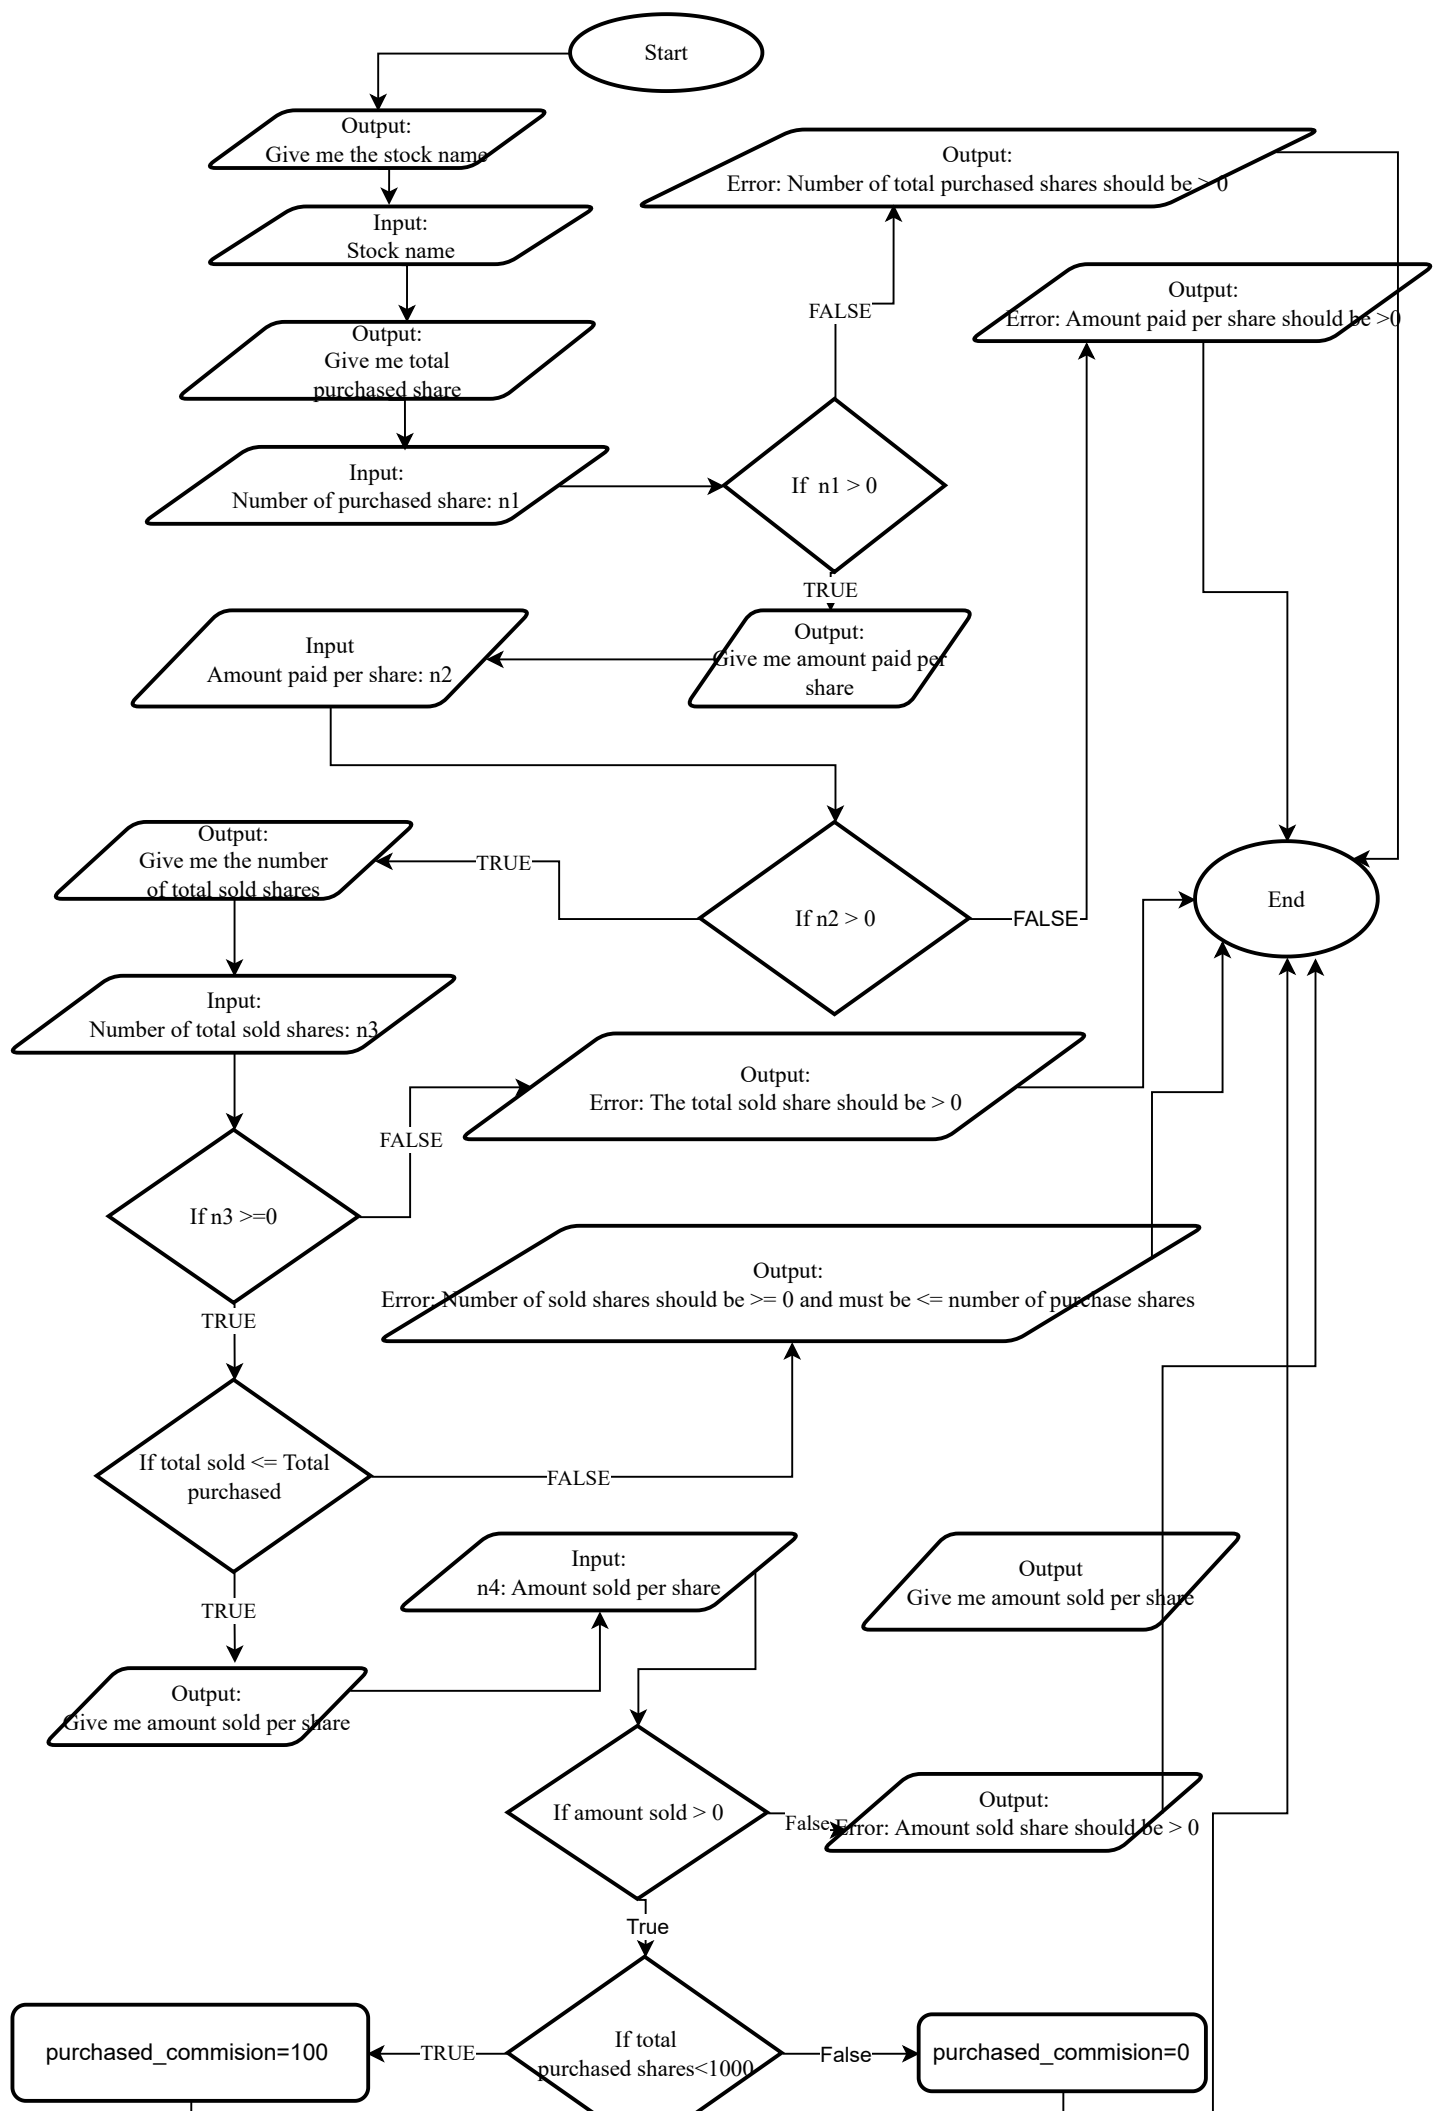 Start
Output:
Give me the stock name
Output:
Error: Number of total purchased shares should be > 0
Input:
Stock name
Output:
Error: Amount paid per share should be >0
FALSE
Output:
Give me total
purchased share
Input:
Number of purchased share: n1
If n1 > 0
TRUE
Input
Amount paid per share: n2
Output:
Give me amount paid per
share
Output:
Give me the number
of total sold shares
TRUE
If n2 > 0
FALSE
End
Input:
Number of total sold shares: n3
Output:
Error: The total sold share should be > 0
FALSE
If n3 >=0
Output:
Error: Number of sold shares should be >= 0 and must be <= number of purchase shares
TRUE
If total sold <= Total
purchased
FALSE
Input:
n4: Amount sold per share
Output
Give me amount sold per share
TRUE
Output:
Give me amount sold per share
If amount sold > 0
False
Output:
Error: Amount sold share should be > 0
True
purchased_commision=100
TRUE
If total
purchased shares<1000
False
purchased_commision=0